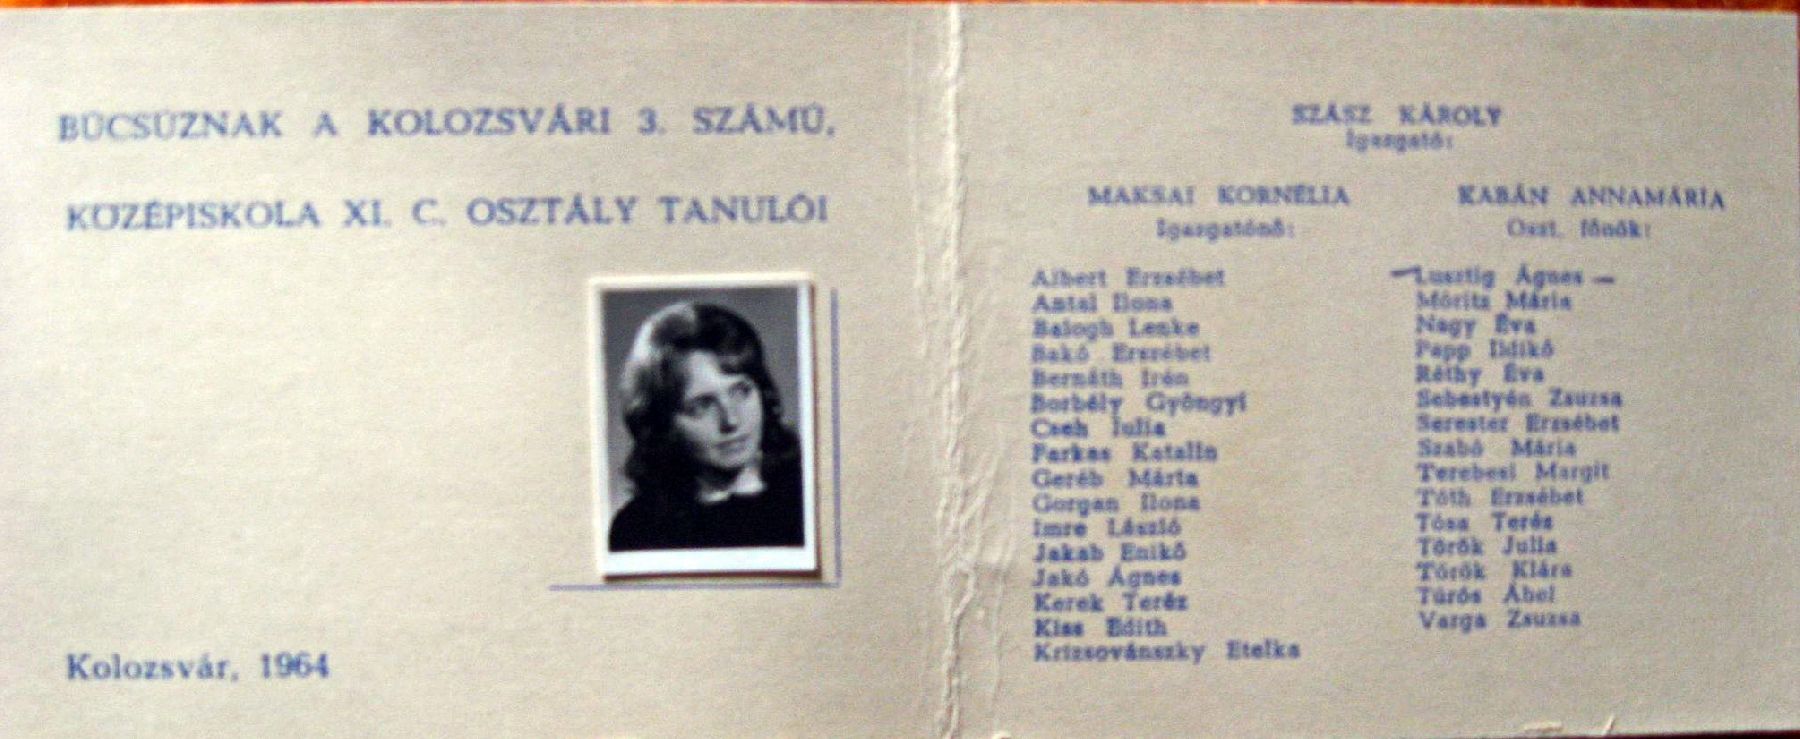 BÚCSÚZNAK A KOLOZSVÁRI 3. SZÁMÚ,
KÖZÉPISKOLA XI. C. OSZTÁLY TANULÓI
Kolozsvár, 1964
SZÁSZ KÁROLY
Igazgató:
MAKSAI KORNÉLIA
Igazgatónő:
Albert Erzsébet
Antal Ilona
Balogh Lenke
Bakó Erzsébet
Bernáth Irén
Borbély Gyöngyi
Cseh Iulia
Farkas Katalin
Geréb Márta
Gorgan Ilona
Imre László
Jakab Enikő
Jakó Ágnes
Kerek Teréz
Kiss Edith
Krizsovánszky Etelka
KABÁN ANNAMÁRIA
Oszt. főnök:
Lusztig Ágnes
Móritz Mária
Nagy Éva
Papp Ildikó
Réthy Éva
Sebestyén Zsuzsa
Serester Erzsébet
Szabó Mária
Terebesi Margit
Tóth Erzsébet
Tósa Teréz
Török Julia
Török Klára
Túrós Ábel
Varga Zsuzsa